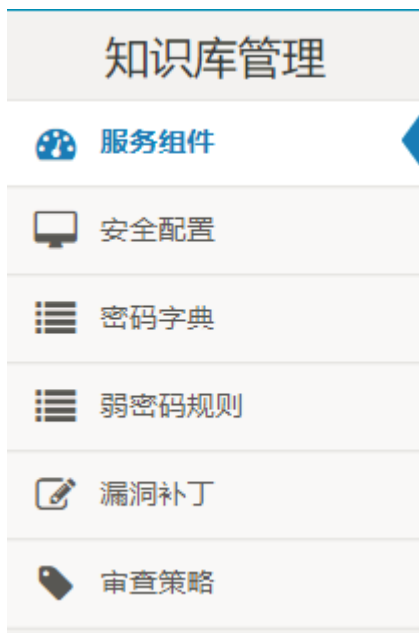 知识库管理
服务组件
安全配置
密码字典
弱密码规则
漏洞补丁
审查策略